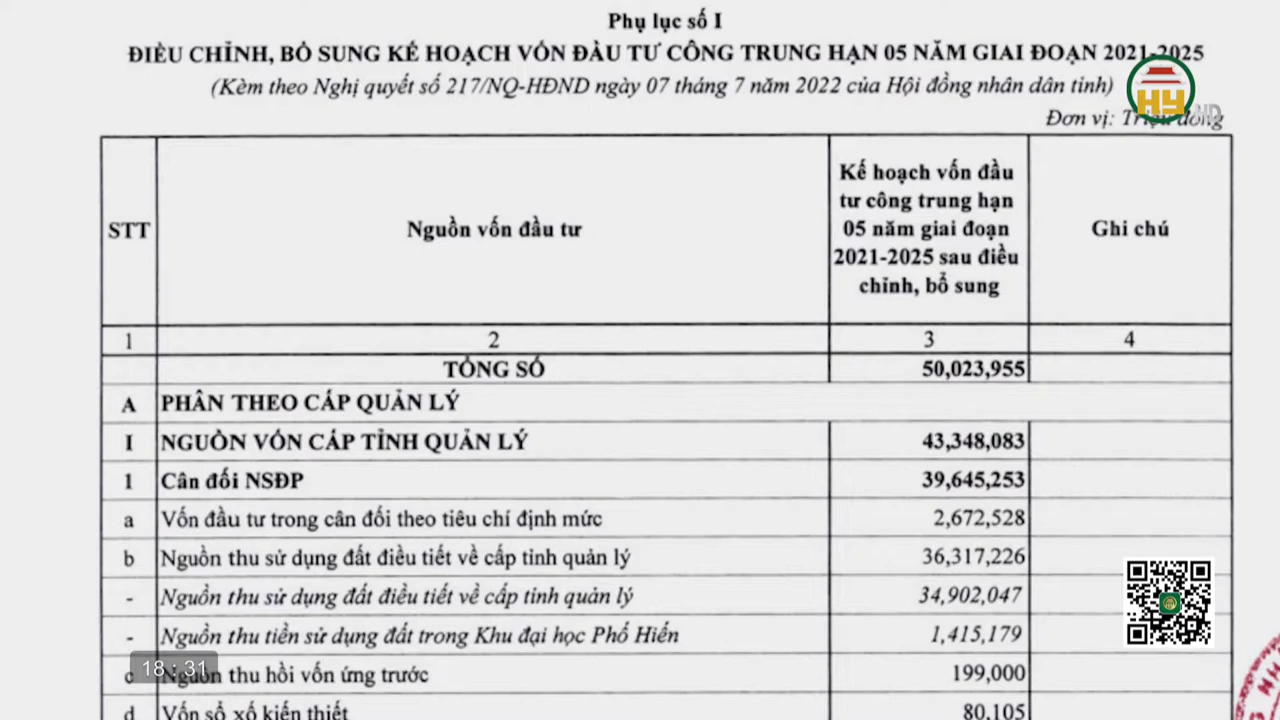 Phụ lục số I
ĐIỀU CHỈNH, BỔ SUNG KẾ HOẠCH VỐN ĐẦU TƯ CÔNG TRUNG HẠN 05 NĂM GIAI ĐOẠN 2021-2025
(Kèm theo Nghị quyết số 217/NQ-HĐND ngày 07 tháng 7 năm 2022 của Hội đồng nhân dân tỉnh)
HY HD
Đơn vị: Triệu đồng
STT
Nguồn vốn đầu tư
Kế hoạch vốn đầu
tư công trung hạn
05 năm giai đoạn
2021-2025 sau điều
chỉnh, bổ sung
Ghi chú
1 2 3 4
TỔNG SỐ 50,023,955
A PHÂN THEO CẤP QUẢN LÝ
I NGUỒN VỐN CẤP TỈNH QUẢN LÝ 43,348,083
1 Cân đối NSĐP 39,645,253
a Vốn đầu tư trong cân đối theo tiêu chí định mức 2,672,528
b Nguồn thu sử dụng đất điều tiết về cấp tỉnh quản lý 36,317,226
- Nguồn thu sử dụng đất điều tiết về cấp tỉnh quản lý 34,902,047
- Nguồn thu tiền sử dụng đất trong Khu đại học Phố Hiến 1,415,179
18:31
c Nguồn thu hồi vốn ứng trước 199,000
d Vốn sổ xố kiến thiết 80,105